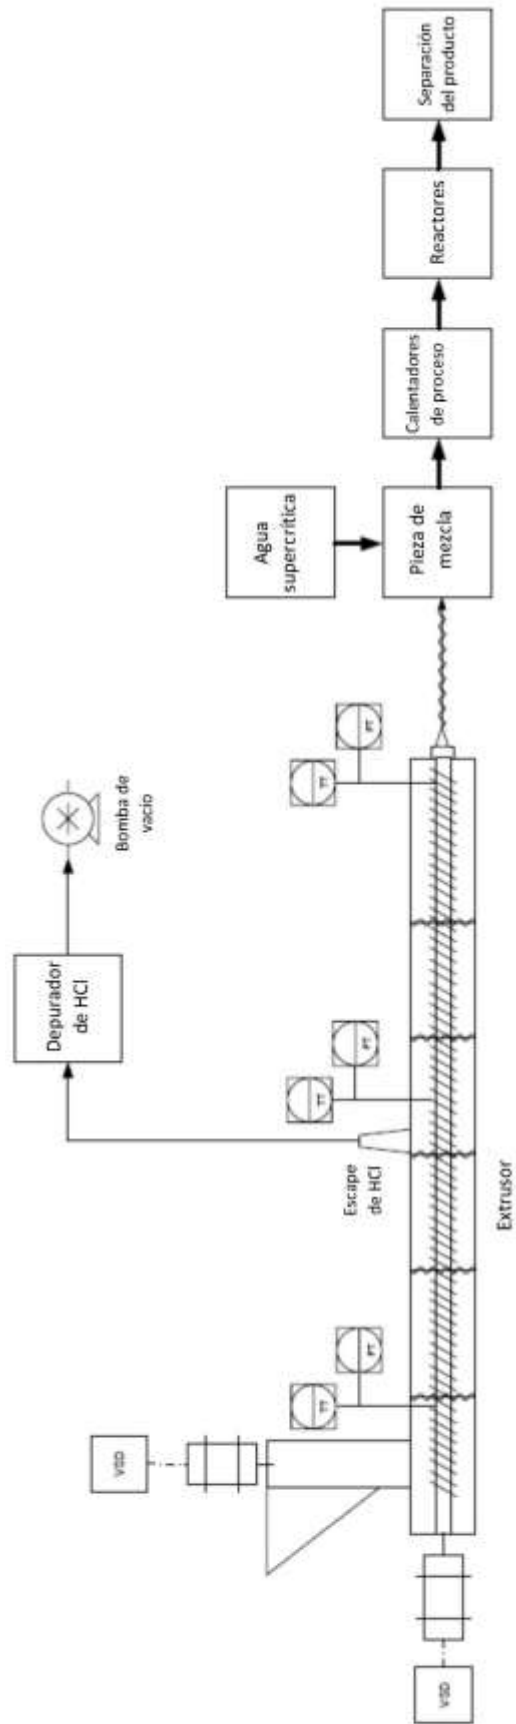 VSD
VSD
TT
PT
Escape
de HCl
TT
PT
Depurador
de HCl
Bomba de
vacio
TT
PT
Extrusor
Agua
supercrítica
Pieza de
mezcla
Calentadores
de proceso
Reactores
Separación
del producto